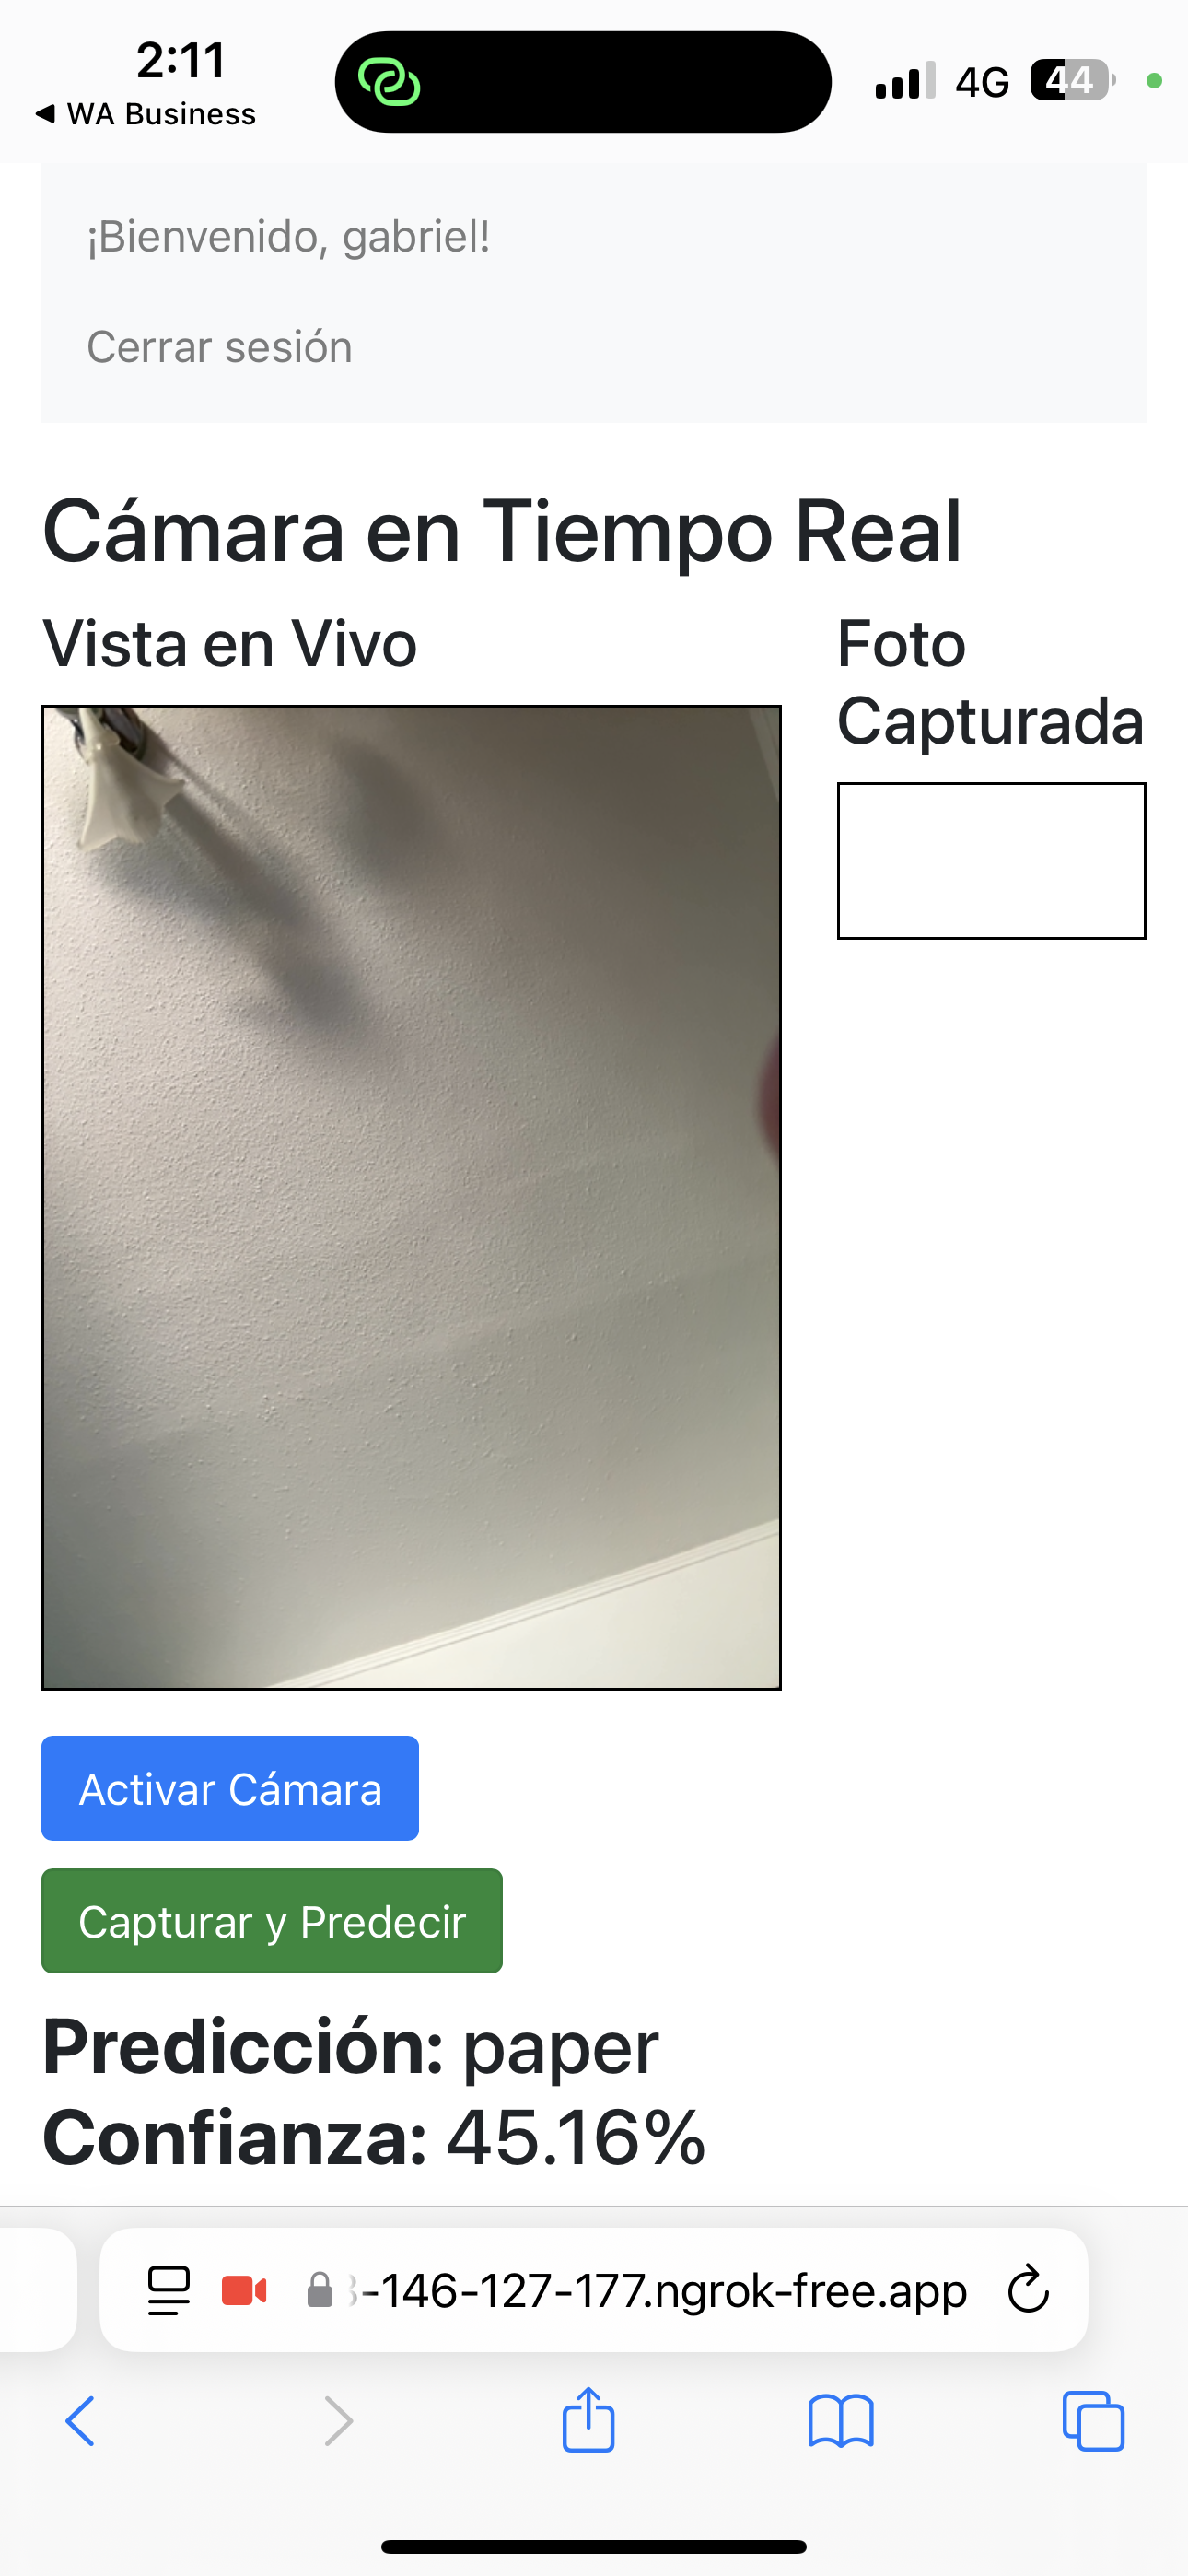 2:11
WA Business
4G
44
¡Bienvenido, gabriel!
Cerrar sesión
Cámara en Tiempo Real
Vista en Vivo
Foto
Capturada
Activar Cámara
Capturar y Predecir
Predicción: paper
Confianza: 45.16%
-146-127-177.ngrok-free.app